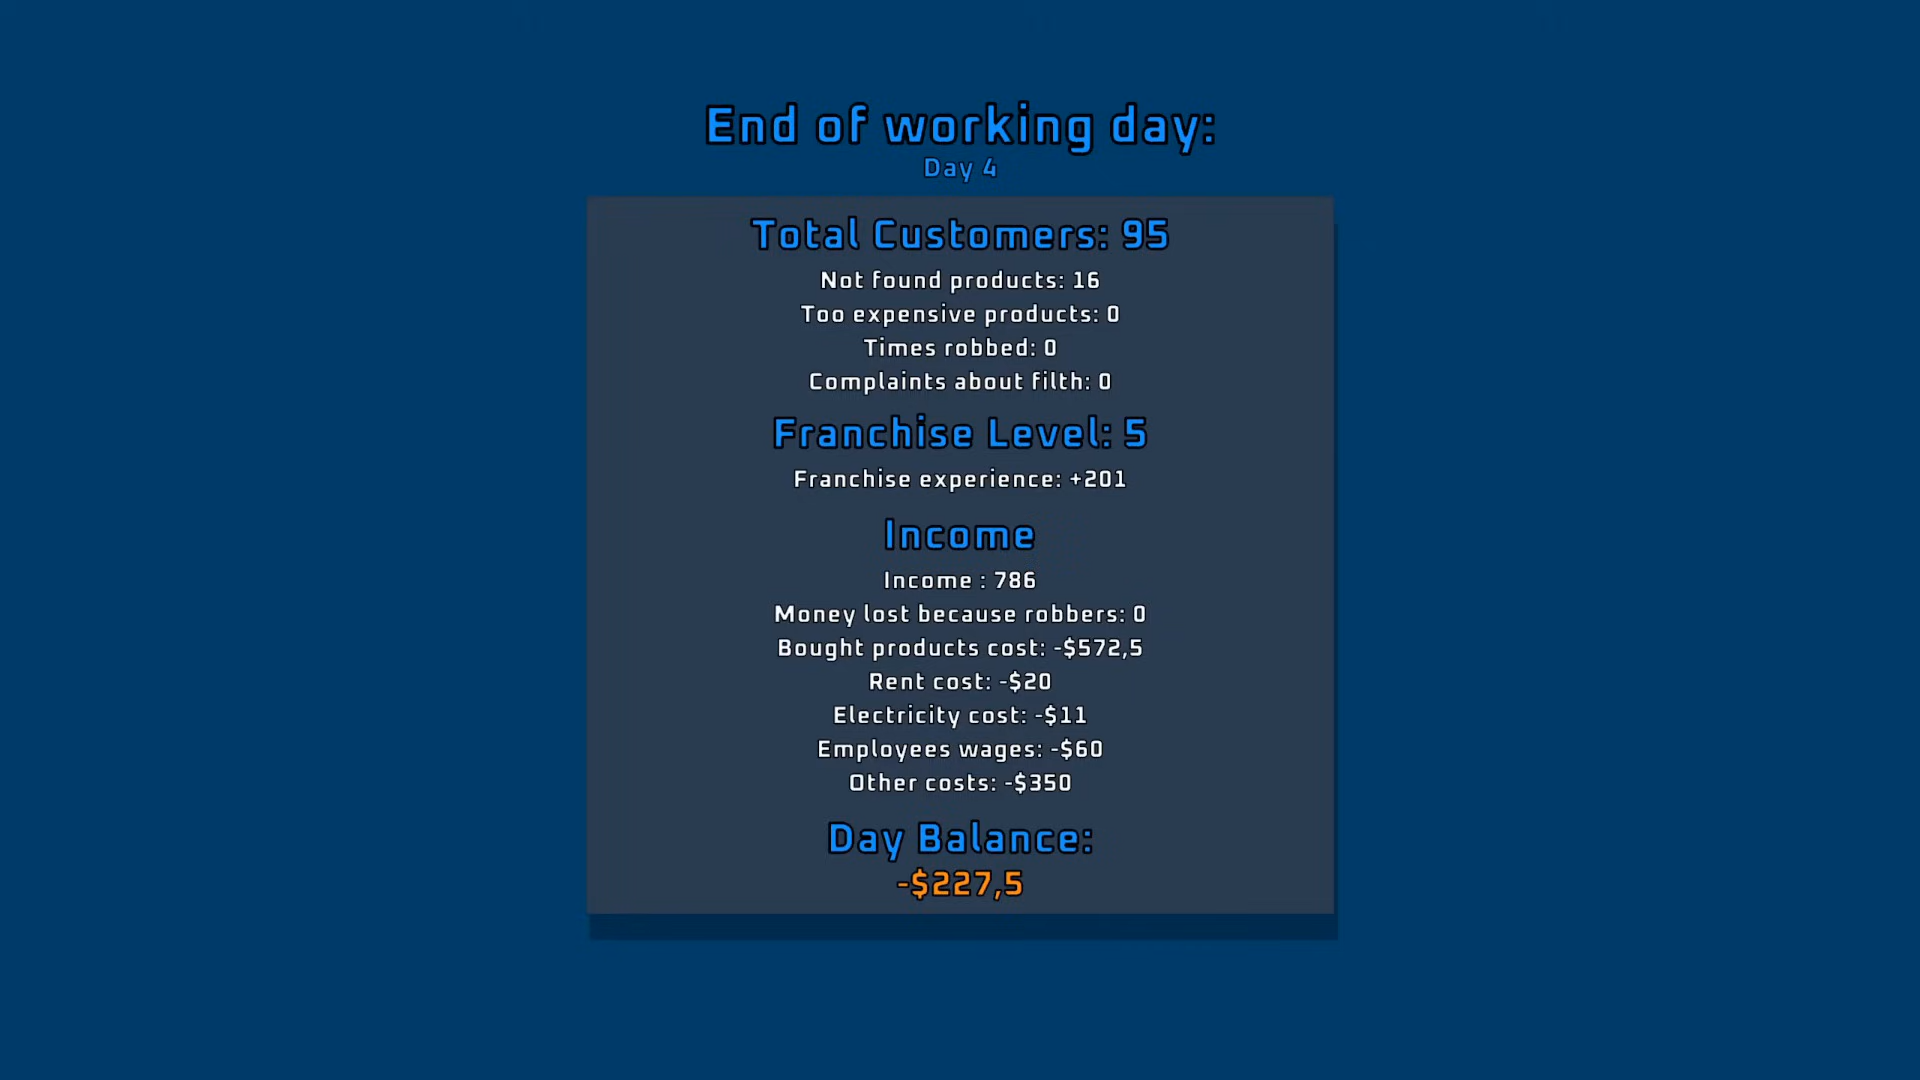 End of working day:
Day 4
Total Customers: 95
Not found products: 16
Too expensive products: 0
Times robbed: 0
Complaints about filth: 0
Franchise Level: 5
Franchise experience: +201
Income
Income : 786
Money lost because robbers: 0
Bought products cost: -$572,5
Rent cost: -$20
Electricity cost: -$11
Employees wages: -$60
Other costs: -$350
Day Balance:
-$227,5